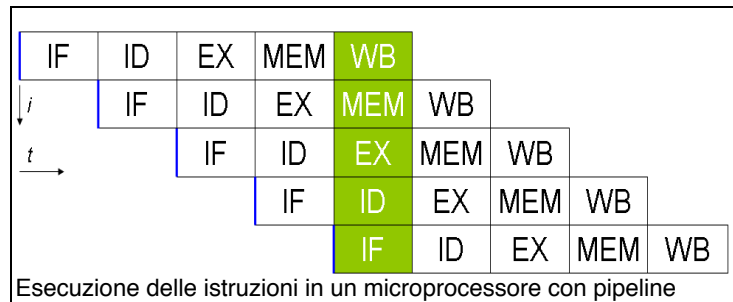 IF ID EX MEM WB
i IF ID EX MEM WB
t IF ID EX MEM WB
IF ID EX MEM WB
IF ID EX MEM WB
Esecuzione delle istruzioni in un microprocessore con pipeline